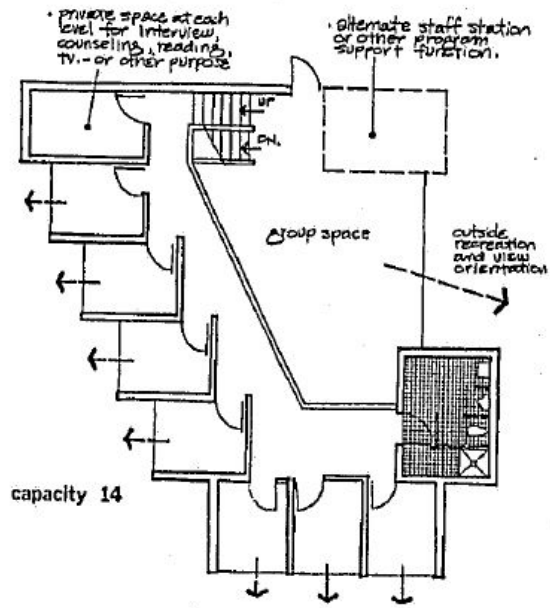 • private space at each
level for interview,
counseling, reading,
tv. - or other purpose
• alternate staff station
or other program
support function.
UP
DN.
group space
outside
recreation
and view
orientation
capacity 14